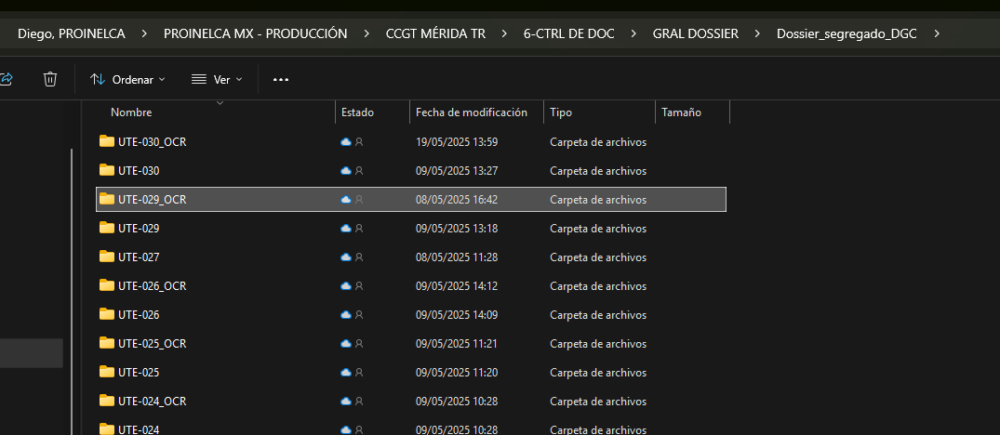 Diego, PROINELCA > PROINELCA MX - PRODUCCIÓN > CCGT MÉRIDA TR > 6-CTRL DE DOC > GRAL DOSSIER > Dossier_segregado_DGC >
Ordenar Ver ...
Nombre Estado Fecha de modificación Tipo Tamaño
UTE-030_OCR 19/05/2025 13:59 Carpeta de archivos
UTE-030 09/05/2025 13:27 Carpeta de archivos
UTE-029_OCR 08/05/2025 16:42 Carpeta de archivos
UTE-029 09/05/2025 13:18 Carpeta de archivos
UTE-027 08/05/2025 11:28 Carpeta de archivos
UTE-026_OCR 09/05/2025 14:12 Carpeta de archivos
UTE-026 09/05/2025 14:09 Carpeta de archivos
UTE-025_OCR 09/05/2025 11:21 Carpeta de archivos
UTE-025 09/05/2025 11:20 Carpeta de archivos
UTE-024_OCR 09/05/2025 10:28 Carpeta de archivos
UTE-024 09/05/2025 10:28 Carpeta de archivos